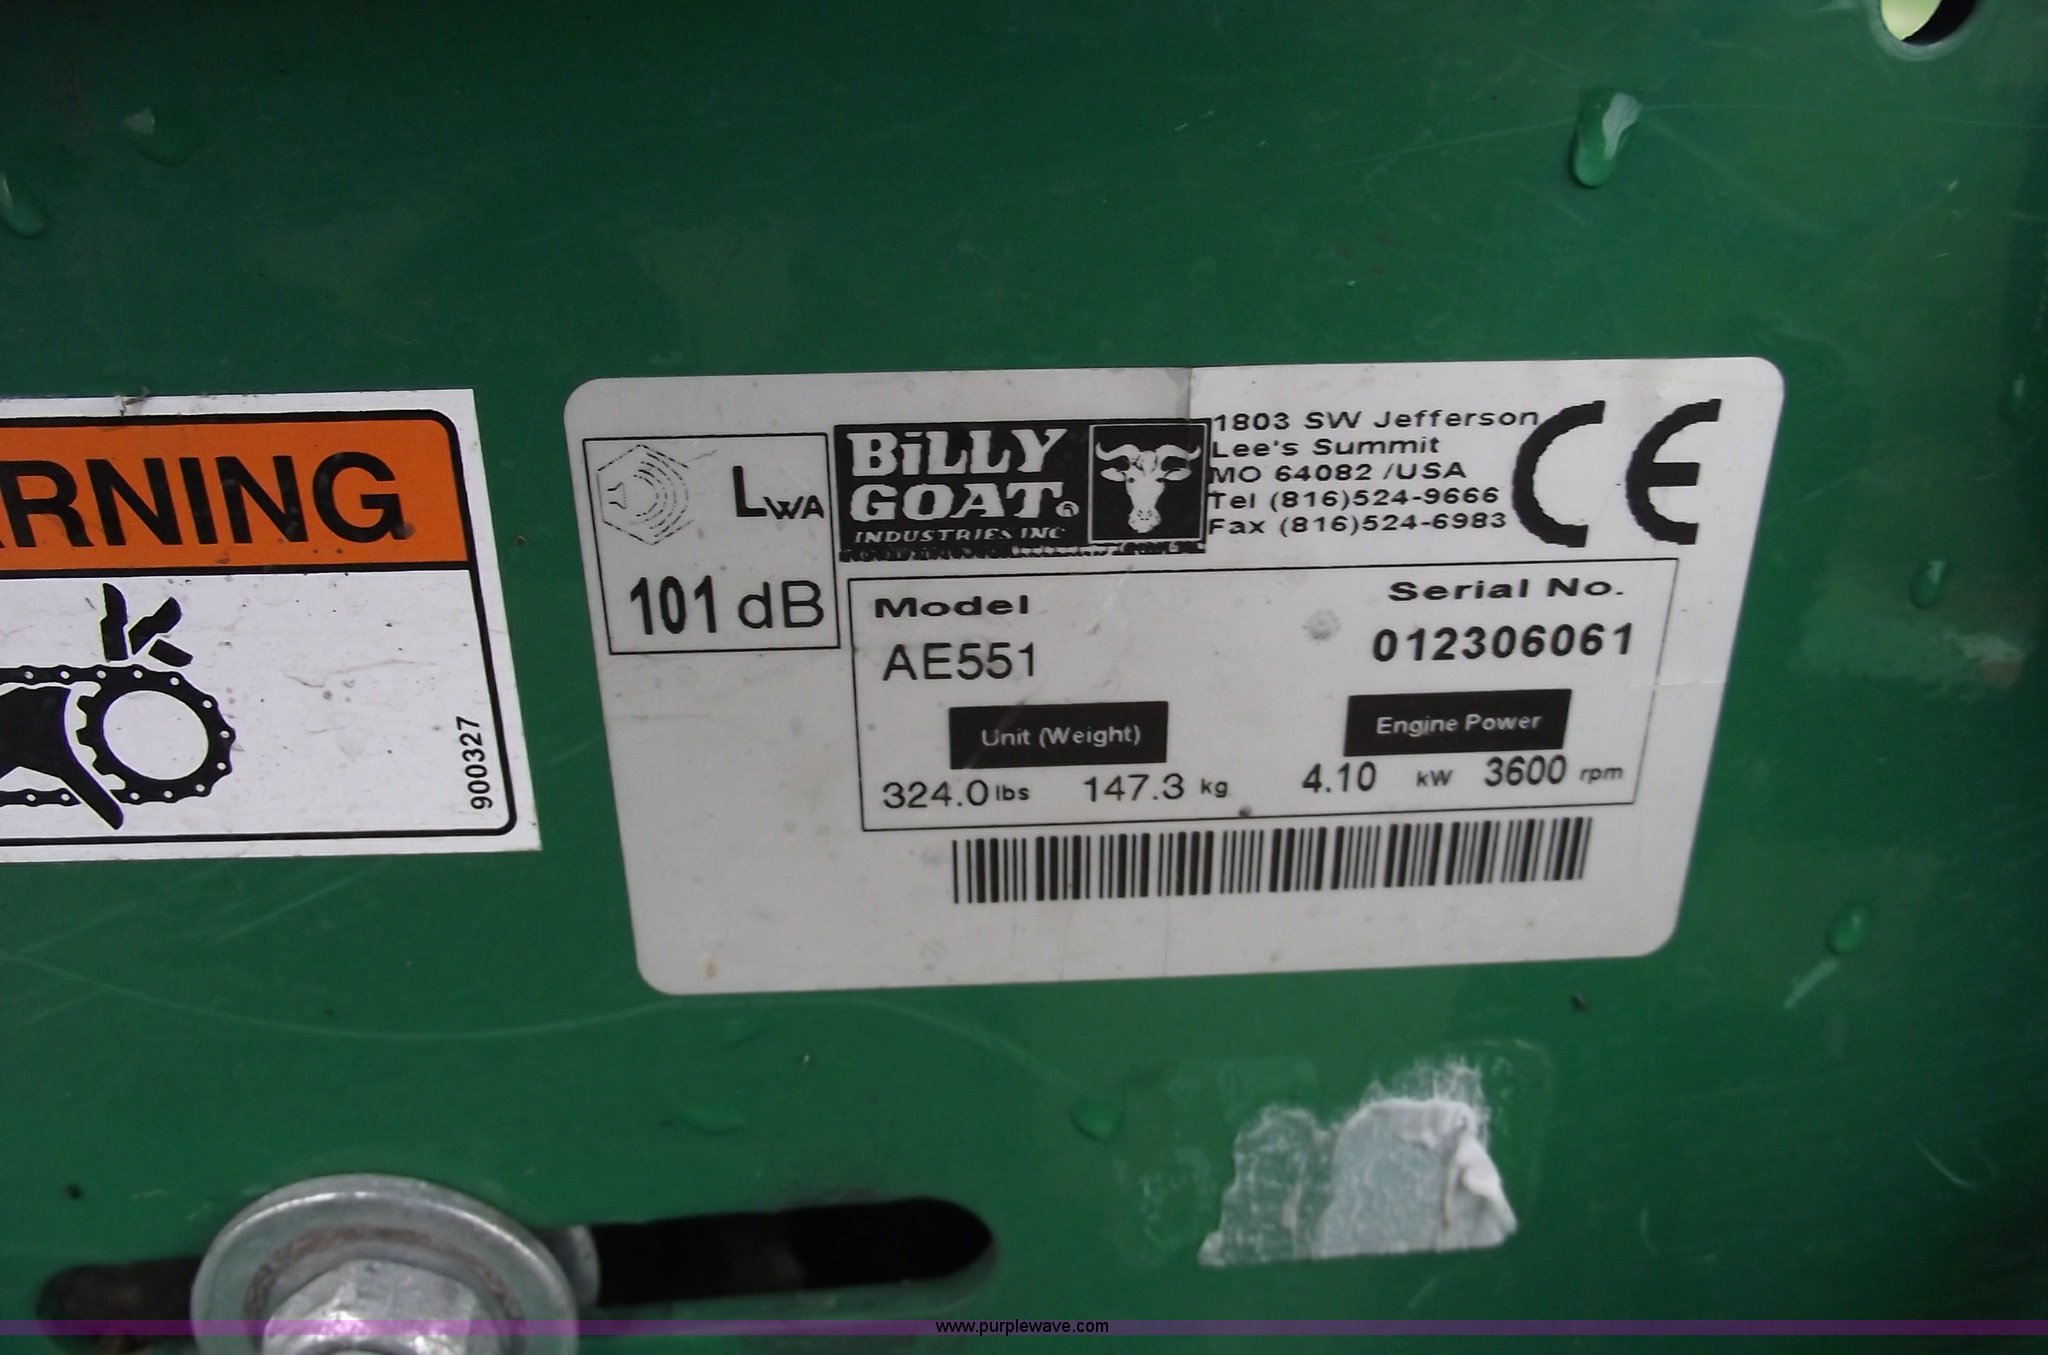 ARNING
900327
LWA
101 dB
BiLLY
GOAT®
INDUSTRIES INC
1803 SW Jefferson
Lee's Summit
MO 64082 /USA
Tel (816)524-9666
Fax (816)524-6983
CE
Model
AE551
Serial No.
012306061
Unit (Weight)
324.0 lbs 147.3 kg
Engine Power
4.10 kW 3600 rpm
www.purplewave.com